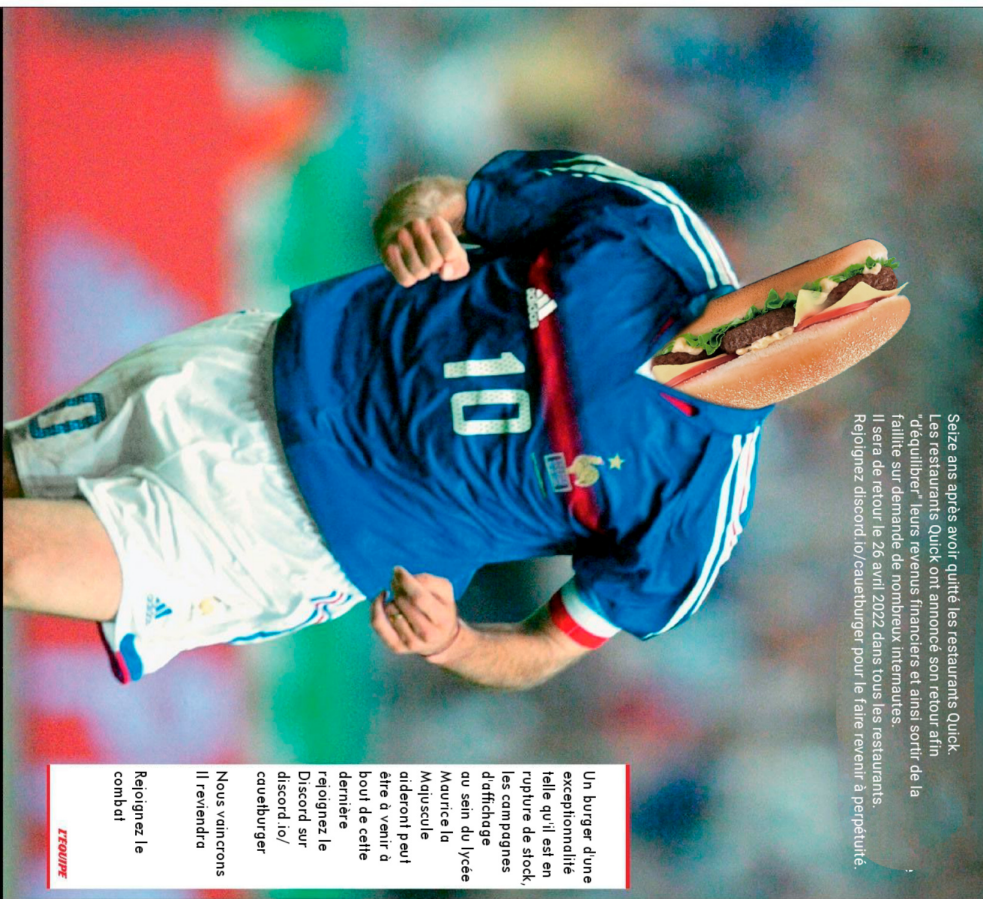 Seize ans après avoir quitté les restaurants Quick.
Les restaurants Quick ont annoncé son retour afin
"d'équilibrer" leurs revenus financiers et ainsi sortir de la
faillite sur demande de nombreux internautes.
Il sera de retour le 26 avril 2022 dans tous les restaurants.
Rejoignez discord.io/cauetburger pour le faire revenir à perpétuité.
!
adidas
10
10
adidas
Un burger d'une
exceptionnalité
telle qu'il est en
rupture de stock,
les campagnes
d'affichage
au sein du lycée
Maurice la
Majuscule
aideront peut
être à venir à
bout de cette
dernière
rejoignez le
Discord sur
discord.io/
cauetburger
Nous vaincrons
Il reviendra
Rejoignez le
combat
L'EQUIPE